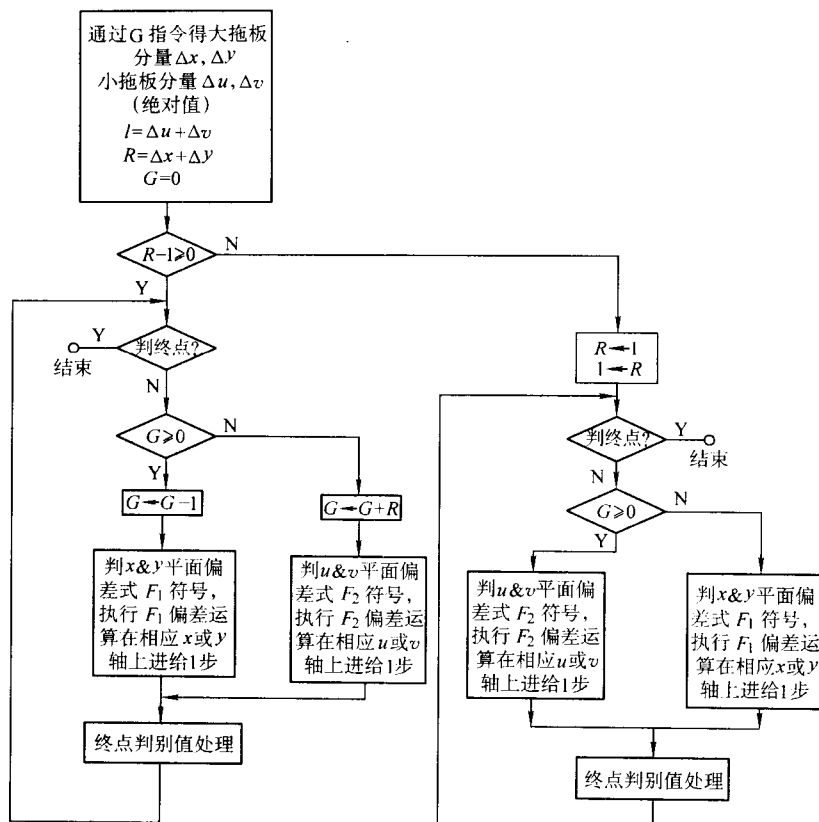 通过G指令得大拖板
分量Δx,Δy
小拖板分量Δu,Δv
(绝对值)
l=Δu+Δv
R=Δx+Δy
G=0
R-1≥0
N
Y
判终点?
Y
结束
N
G≥0
N
Y
G←G-1
G←G+R
判x&y平面偏
差式F₁符号,
执行F₁偏差运
算在相应x或y
轴上进给1步
判u&v平面偏
差式F₂符号,
执行F₂偏差运
算在相应u或v
轴上进给1步
终点判别值处理
R←1
1←R
判终点?
Y
结束
N
G≥0
N
Y
判u&v平面偏
差式F₂符号,
执行F₂偏差运
算在相应u或v
轴上进给1步
判x&y平面偏
差式F₁符号,
执行F₁偏差运
算在相应x或y
轴上进给1步
终点判别值处理